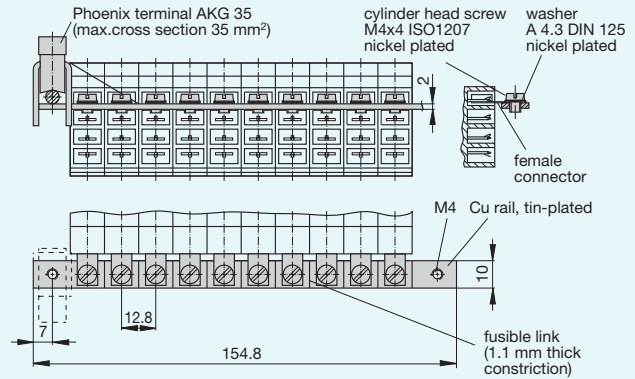 Phoenix terminal AKG 35
(max.cross section 35 mm²)
cylinder head screw
M4x4 ISO1207
nickel plated
washer
A 4.3 DIN 125
nickel plated
2
female
connector
M4
Cu rail, tin-plated
10
12.8
7
154.8
fusible link
(1.1 mm thick
constriction)